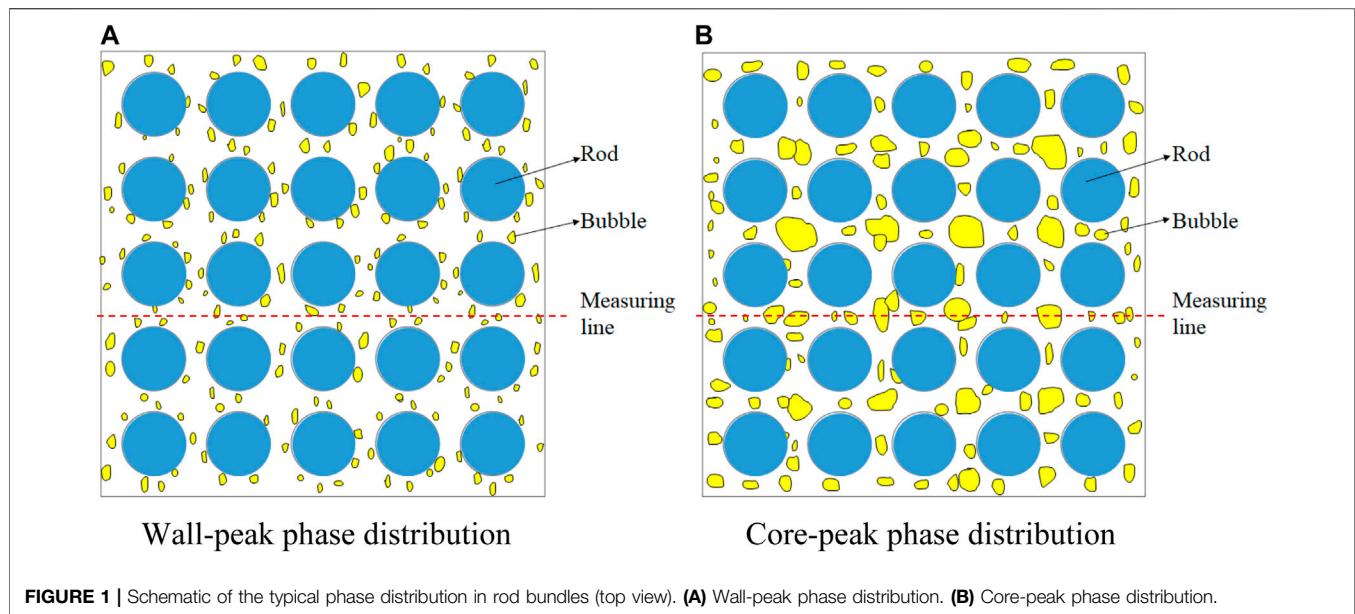 A
B
Rod
Bubble
Measuring
line
Rod
Bubble
Measuring
line
Wall-peak phase distribution
Core-peak phase distribution
FIGURE 1 | Schematic of the typical phase distribution in rod bundles (top view). (A) Wall-peak phase distribution. (B) Core-peak phase distribution.